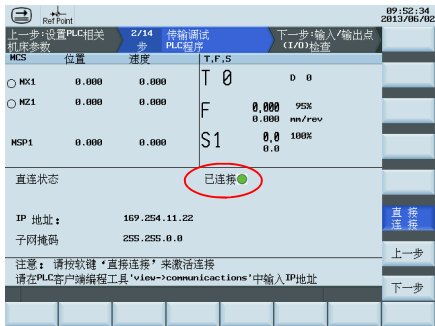 Ref Point
09:52:34
2013/06/02
上一步:设置PLC相关机床参数
2/14步
传输调试PLC程序
下一步:输入/输出点(I/O)检查
MCS 位置 速度 T,F,S
MX1 0.000 0.000 T 0 D 0
MZ1 0.000 0.000 F 0,000 95%
0.000 mm/rev
MSP1 0.000 0.000 S1 0,0 100%
0.0
直连状态 已连接
IP 地址: 169.254.11.22
子网掩码 255.255.0.0
直接连接
上一步
下一步
注意: 请按软键'直接连接'来激活连接
请在PLC客户端编程工具'view->communicactions'中输入IP地址